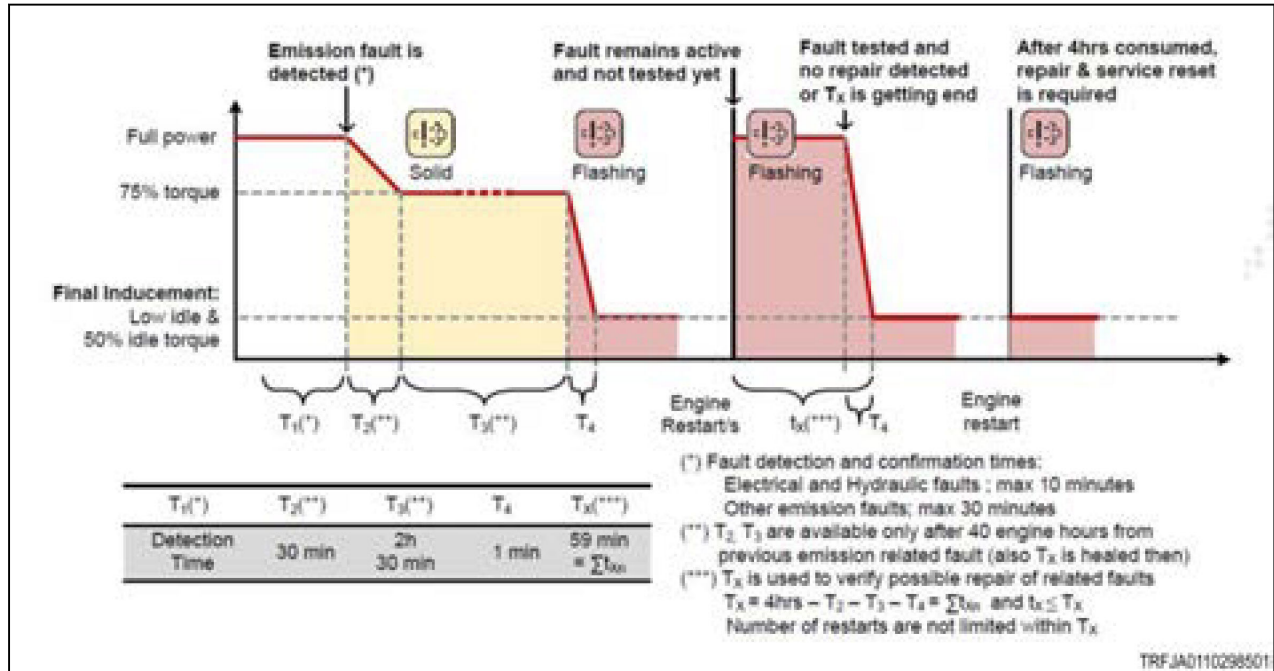 Emission fault is
detected (*)
Fault remains active
and not tested yet
Fault tested and
no repair detected
or Tx is getting end
After 4hrs consumed,
repair & service reset
is required
Full power
Solid
Flashing
Flashing
Flashing
75% torque
Final Inducement:
Low idle &
50% idle torque
T₁(*)
T₂(**)
T₃(**)
T₄
Engine
Restart/s
tx(***)
T₄
Engine
restart
T₁(*) T₂(**) T₃(**) T₄ Tx(***)
Detection
Time
30 min
2h
30 min
1 min
59 min
= ∑txn
(*) Fault detection and confirmation times:
Electrical and Hydraulic faults : max 10 minutes
Other emission faults; max 30 minutes
(**) T₂, T₃ are available only after 40 engine hours from
previous emission related fault (also Tx is healed then)
(***) Tx is used to verify possible repair of related faults
Tx = 4hrs – T₂ – T₃ – T₄ = ∑txn and tx ≤ Tx
Number of restarts are not limited within Tx
TRFJA0110298501